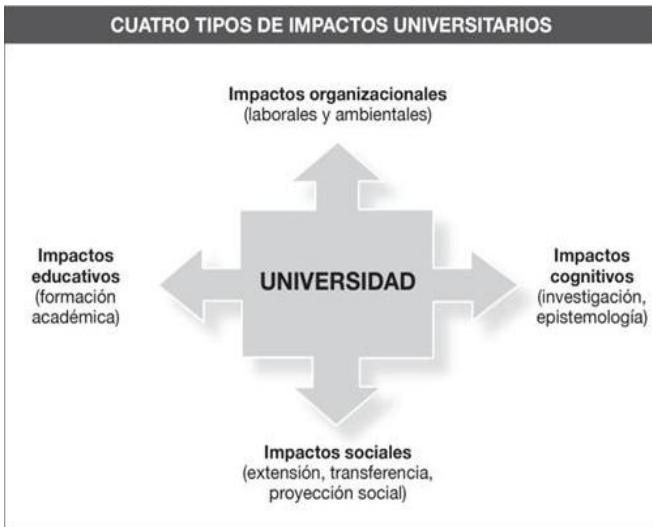 CUATRO TIPOS DE IMPACTOS UNIVERSITARIOS
Impactos organizacionales
(laborales y ambientales)
Impactos
educativos
(formación
académica)
UNIVERSIDAD
Impactos
cognitivos
(investigación,
epistemología)
Impactos sociales
(extensión, transferencia,
proyección social)